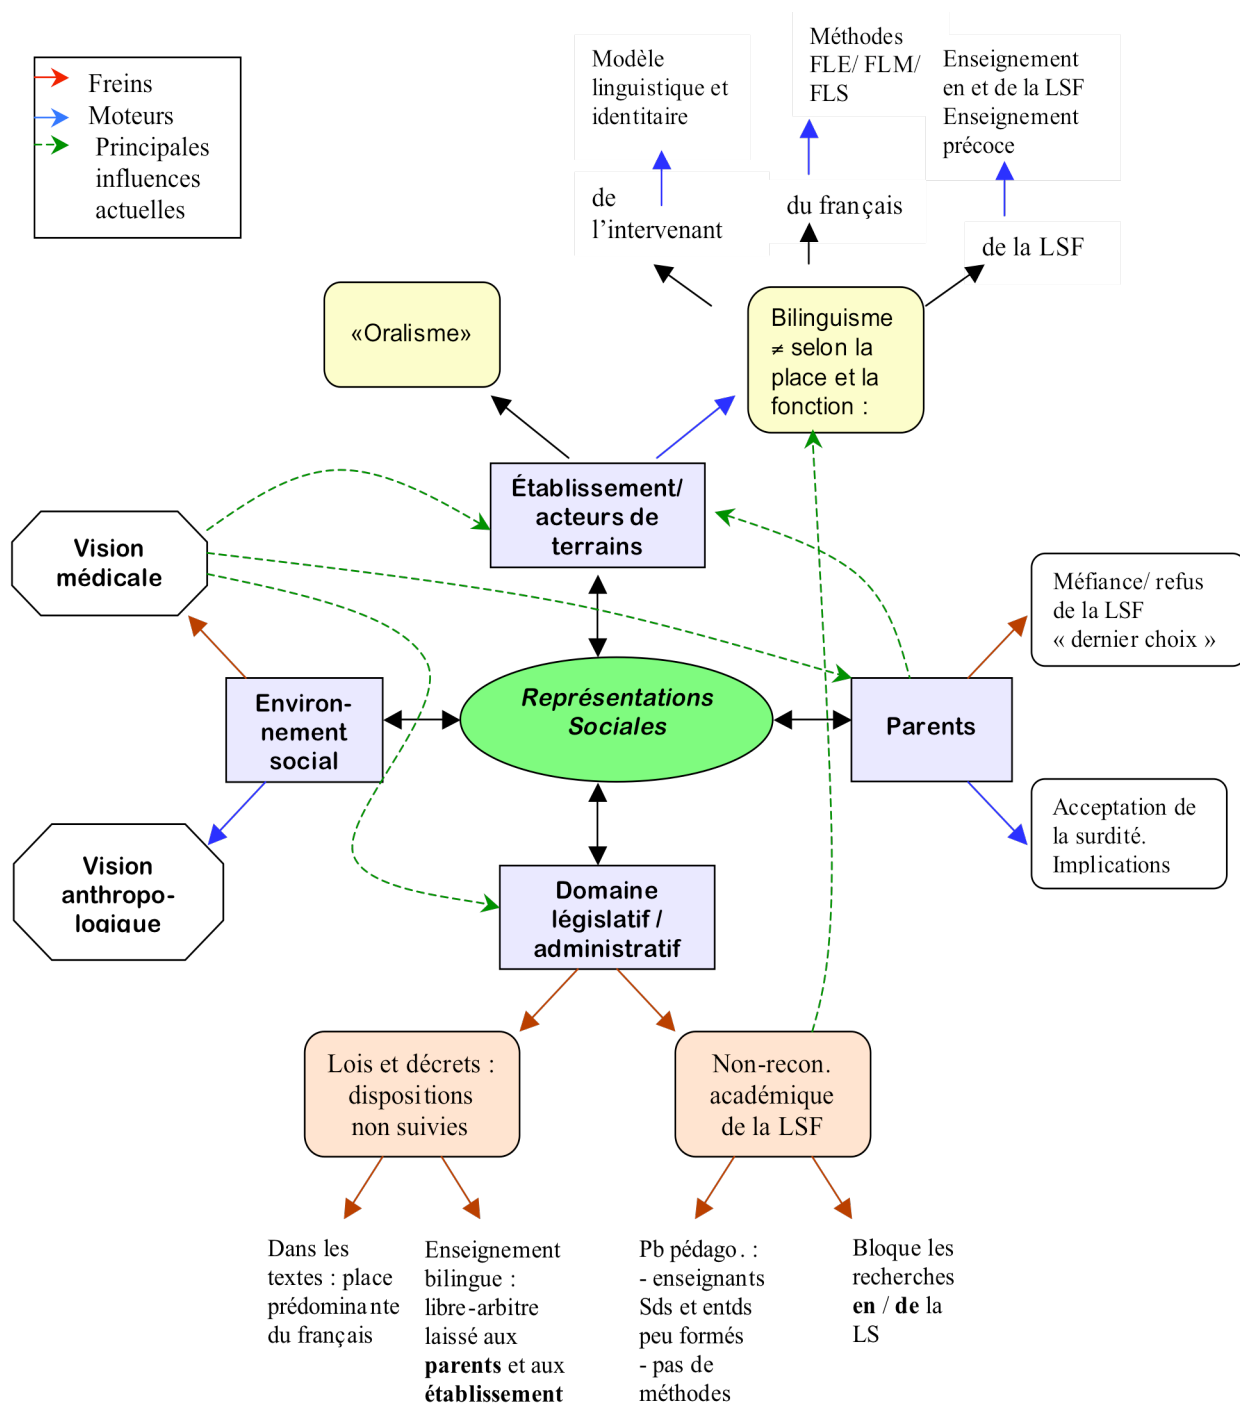 Freins
Moteurs
Principales
influences
actuelles
Modèle
linguistique et
identitaire
Méthodes
FLE/ FLM/
FLS
Enseignement
en et de la LSF
Enseignement
précoce
de
l’intervenant
du français
de la LSF
«Oralisme»
Bilinguisme
≠ selon la
place et la
fonction :
Établissement/
acteurs de
terrains
Vision
médicale
Méfiance/ refus
de la LSF
« dernier choix »
Environ-
nement
social
Représentations
Sociales
Parents
Vision
anthropo-
logique
Acceptation de
la surdité.
Implications
Domaine
législatif /
administratif
Lois et décrets :
dispositions
non suivies
Non-recon.
académique
de la LSF
Dans les
textes : place
prédominante
du français
Enseignement
bilingue :
libre-arbitre
laissé aux
parents et aux
établissement
Pb pédago. :
- enseignants
Sds et entds
peu formés
- pas de
méthodes
Bloque les
recherches
en / de la
LS